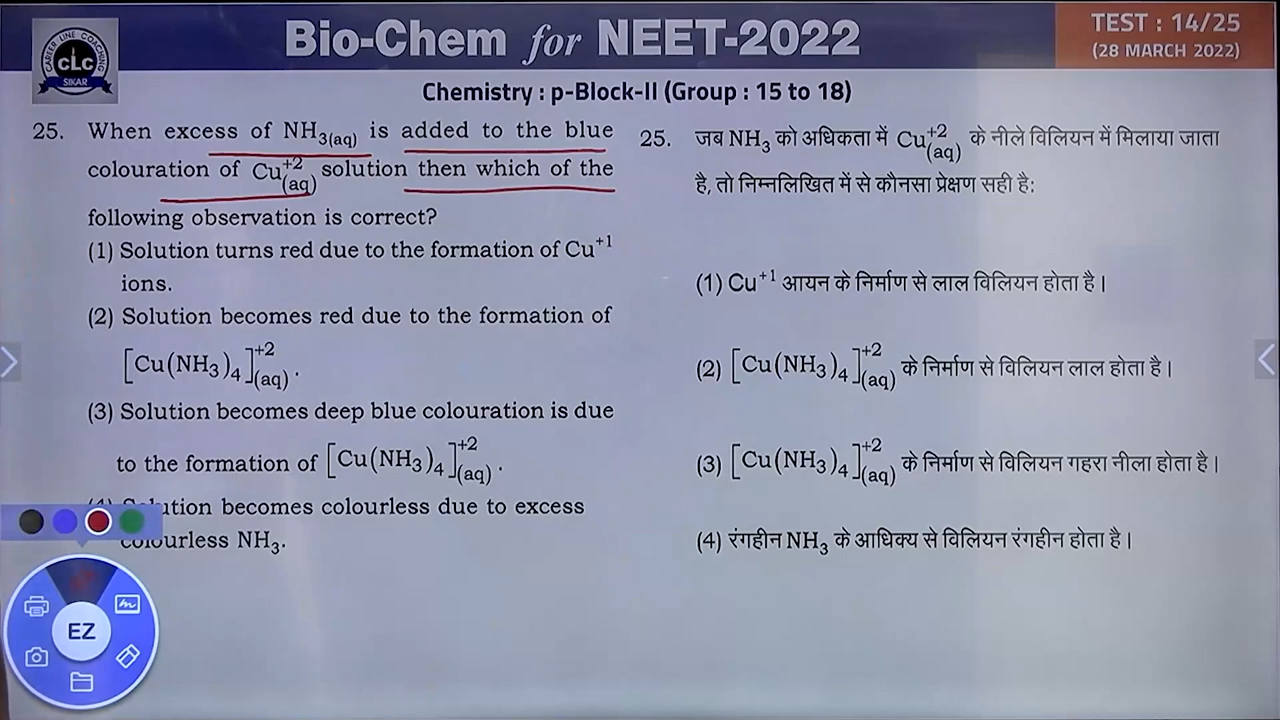 Bio-Chem for NEET-2022
TEST : 14/25
(28 MARCH 2022)
CAREER LINE COACHING
CLC
SIKAR
Chemistry : p-Block-II (Group : 15 to 18)
25. When excess of NH3(aq) is added to the blue
colouration of Cu+2(aq) solution then which of the
following observation is correct?
(1) Solution turns red due to the formation of Cu+1
ions.
(2) Solution becomes red due to the formation of
[Cu(NH3)4]+2(aq).
(3) Solution becomes deep blue colouration is due
to the formation of [Cu(NH3)4]+2(aq).
(4) Solution becomes colourless due to excess
colourless NH3.
25. जब NH3 को अधिकता में Cu+2(aq) के नीले विलियन में मिलाया जाता
है, तो निम्नलिखित में से कौनसा प्रेक्षण सही है:
(1) Cu+1 आयन के निर्माण से लाल विलियन होता है।
(2) [Cu(NH3)4]+2(aq) के निर्माण से विलियन लाल होता है।
(3) [Cu(NH3)4]+2(aq) के निर्माण से विलियन गहरा नीला होता है।
(4) रंगहीन NH3 के आधिक्य से विलियन रंगहीन होता है।
EZ